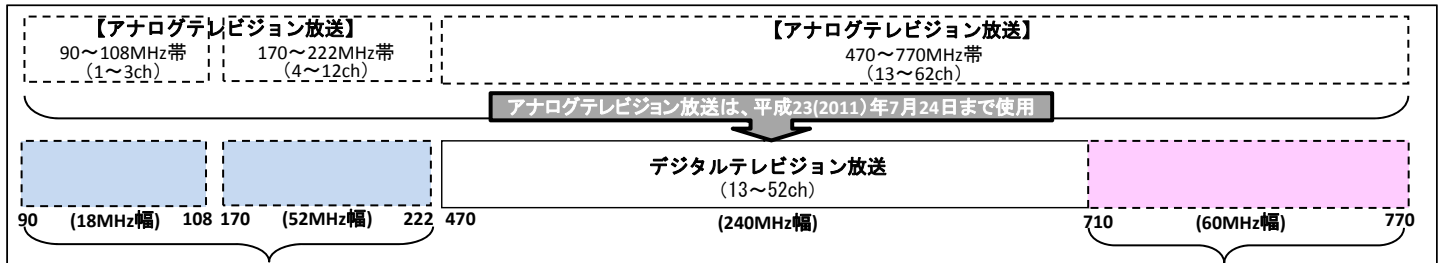 【アナログテレビジョン放送】
90～108MHz帯
（1～3ch）
170～222MHz帯
（4～12ch）
【アナログテレビジョン放送】
470～770MHz帯
（13～62ch）
アナログテレビジョン放送は、平成23(2011）年7月24日まで使用
デジタルテレビジョン放送
（13～52ch）
90 (18MHz幅) 108 170 (52MHz幅) 222 470 (240MHz幅) 710 (60MHz幅) 770